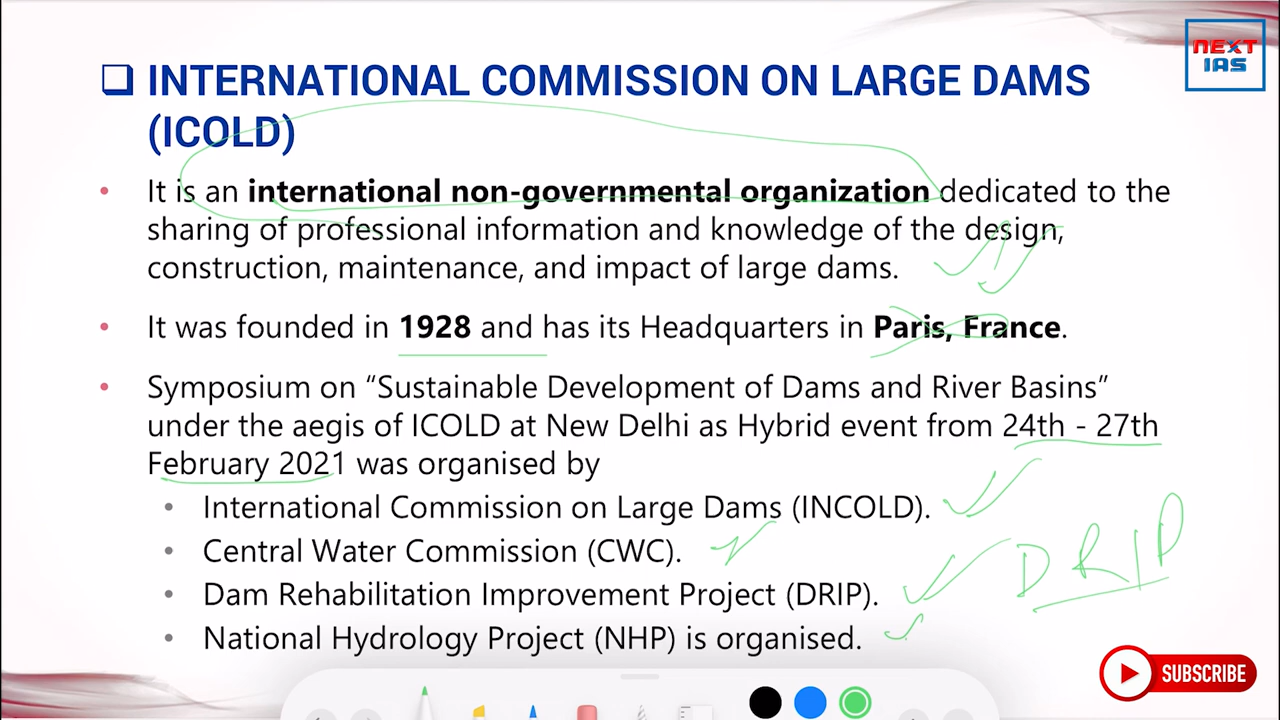 NEXT
IAS
❑ INTERNATIONAL COMMISSION ON LARGE DAMS
(ICOLD)
• It is an international non-governmental organization dedicated to the
sharing of professional information and knowledge of the design,
construction, maintenance, and impact of large dams.
• It was founded in 1928 and has its Headquarters in Paris, France.
• Symposium on “Sustainable Development of Dams and River Basins”
under the aegis of ICOLD at New Delhi as Hybrid event from 24th - 27th
February 2021 was organised by
• International Commission on Large Dams (INCOLD).
• Central Water Commission (CWC).
• Dam Rehabilitation Improvement Project (DRIP).
• National Hydrology Project (NHP) is organised.
DRIP
SUBSCRIBE